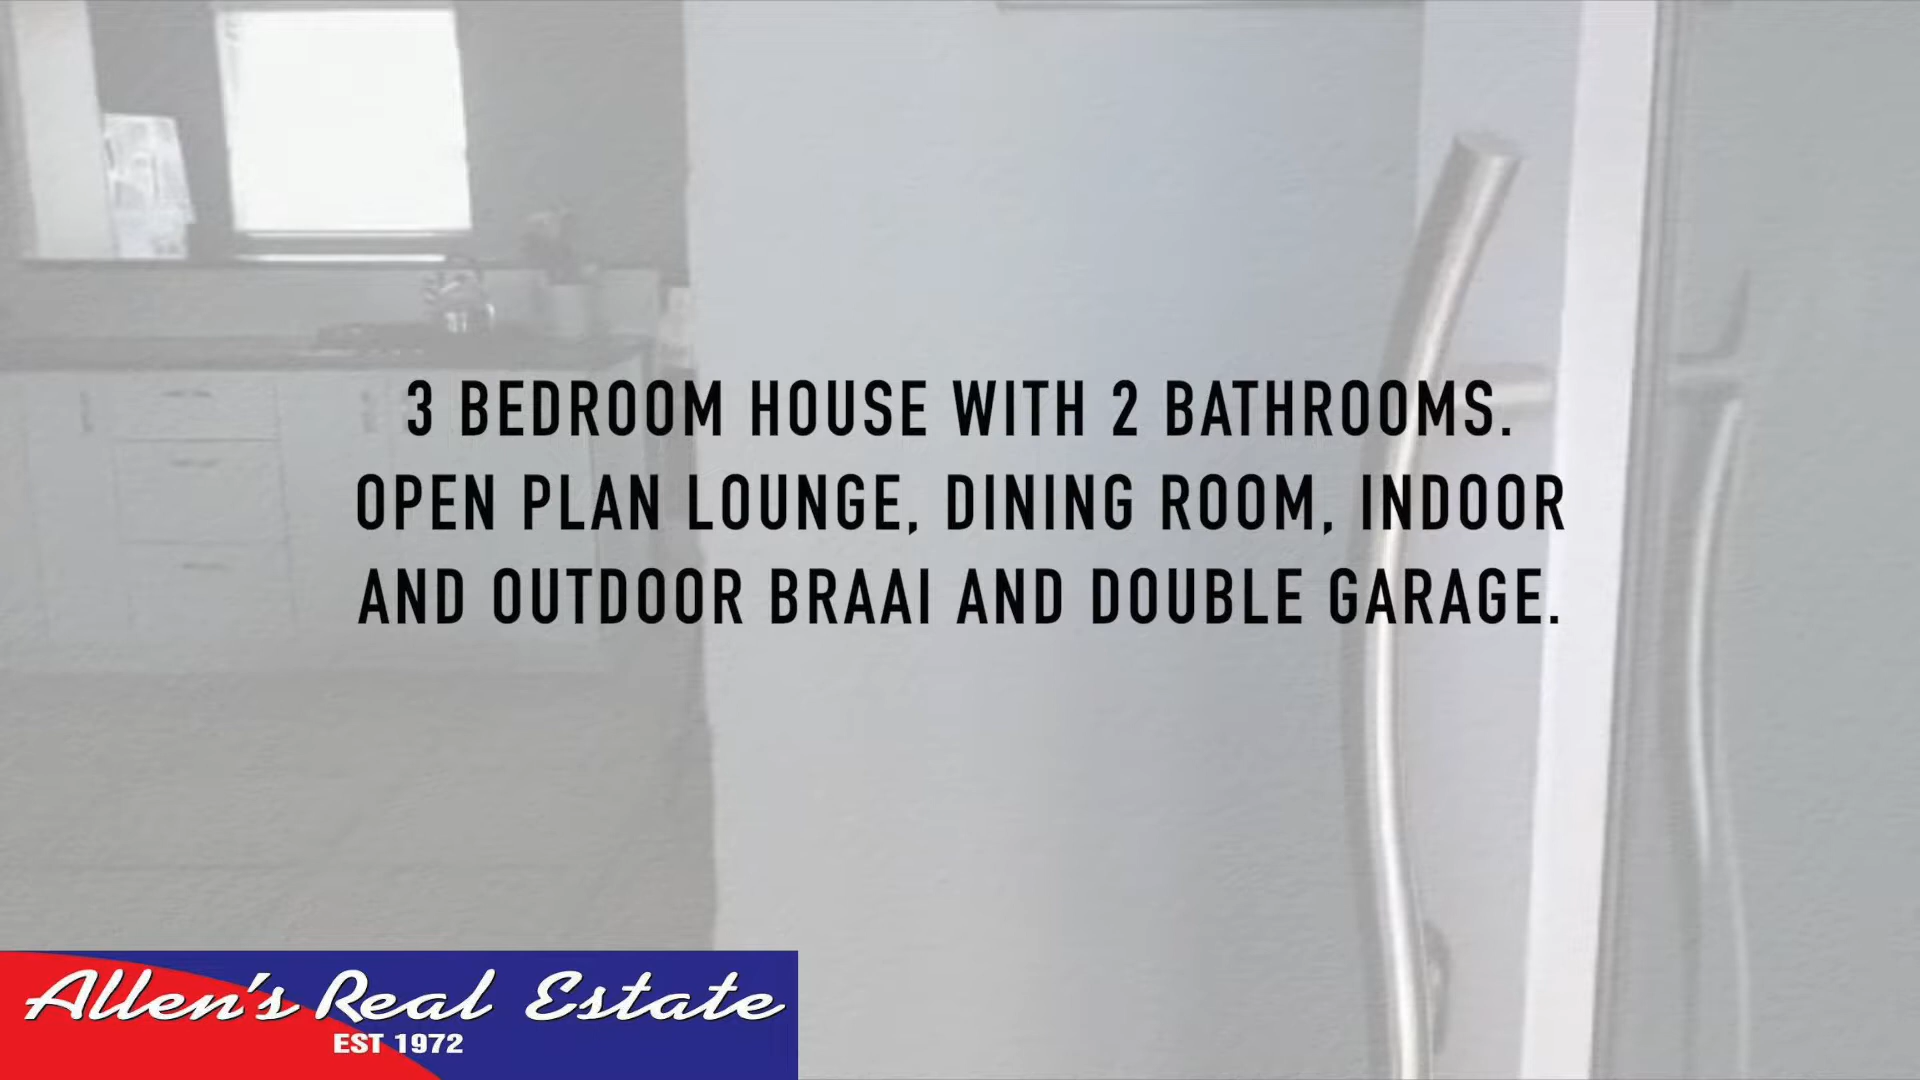 3 BEDROOM HOUSE WITH 2 BATHROOMS.
OPEN PLAN LOUNGE, DINING ROOM, INDOOR
AND OUTDOOR BRAAI AND DOUBLE GARAGE.
Allen's Real Estate
EST 1972